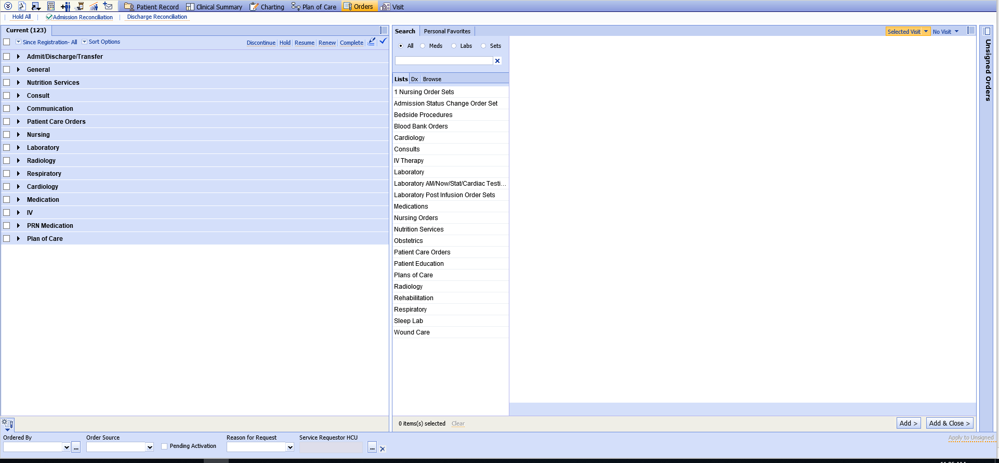 Patient Record Clinical Summary Charting Plan of Care Orders Visit
Hold All Admission Reconciliation Discharge Reconciliation
Current (123)
Since Registration- All Sort Options Discontinue Hold Resume Renew Complete
Admit/Discharge/Transfer
General
Nutrition Services
Consult
Communication
Patient Care Orders
Nursing
Laboratory
Radiology
Respiratory
Cardiology
Medication
IV
PRN Medication
Plan of Care
Search Personal Favorites Selected Visit No Visit
All Meds Labs Sets
Lists Dx Browse
1 Nursing Order Sets
Admission Status Change Order Set
Bedside Procedures
Blood Bank Orders
Cardiology
Consults
IV Therapy
Laboratory
Laboratory AM/Now/Stat/Cardiac Testi...
Laboratory Post Infusion Order Sets
Medications
Nursing Orders
Nutrition Services
Obstetrics
Patient Care Orders
Patient Education
Plans of Care
Radiology
Rehabilitation
Respiratory
Sleep Lab
Wound Care
0 items(s) selected Clear Add > Add & Close >
Unsigned Orders
Ordered By Order Source Reason for Request Service Requestor HCU
... Pending Activation ...
Apply to Unsigned